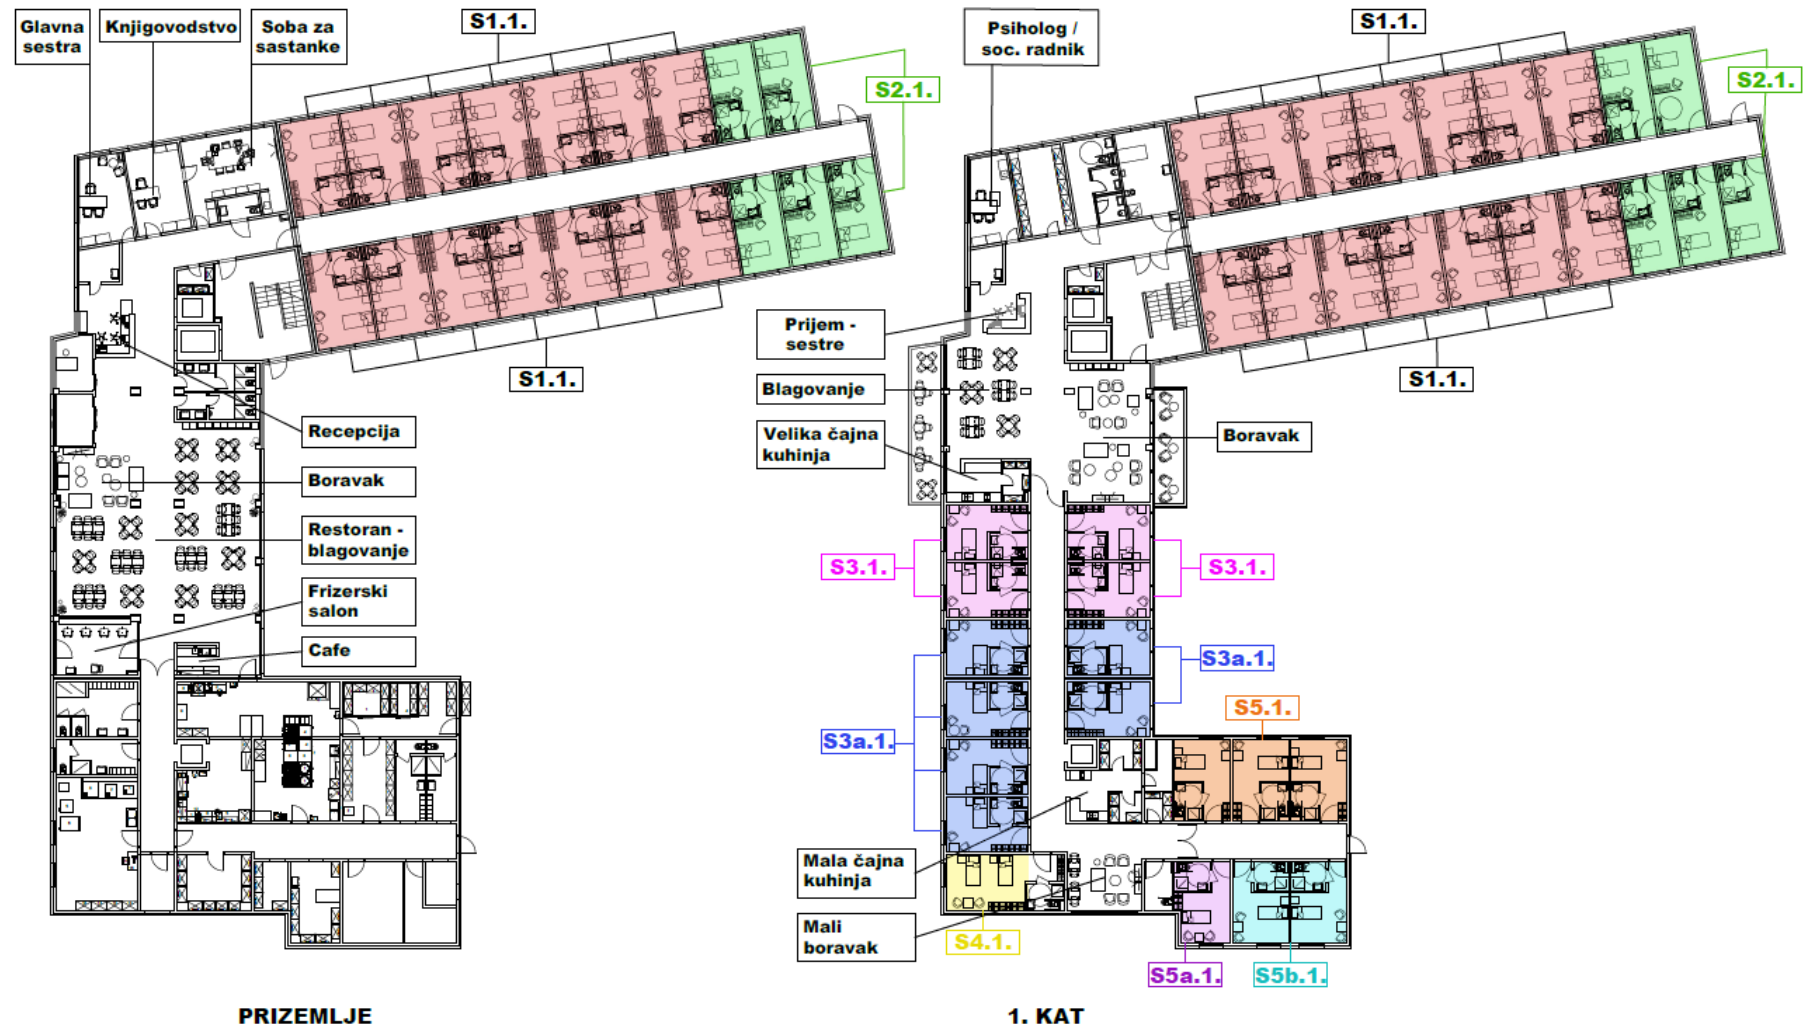 Glavna
sestra
Knjigovodstvo
Soba za
sastanke
S1.1.
S2.1.
S1.1.
Recepcija
Boravak
Restoran -
blagovanje
Frizerski
salon
Cafe
PRIZEMLJE
Psiholog /
soc. radnik
S1.1.
S2.1.
S1.1.
Prijem -
sestre
Blagovanje
Velika čajna
kuhinja
Boravak
S3.1.
S3.1.
S3a.1.
S3a.1.
S5.1.
Mala čajna
kuhinja
Mali
boravak
S4.1.
S5a.1.
S5b.1.
1. KAT